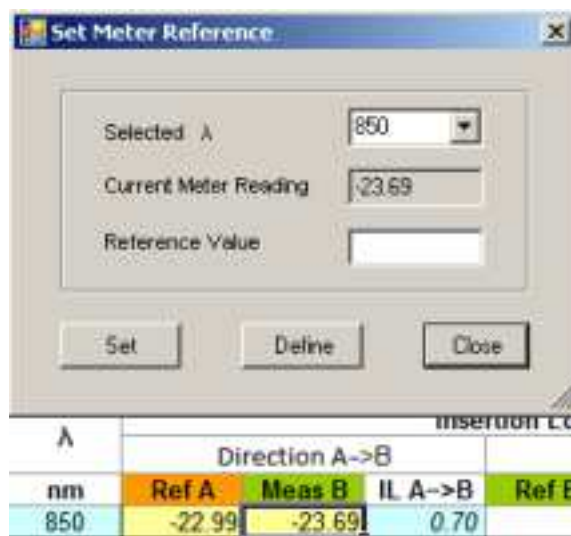 Set Meter Reference
Selected λ 850
Current Meter Reading -23.69
Reference Value
Set Define Close
λ Insertion
Direction A->B
nm Ref A Meas B IL A->B Ref
850 -22.99 -23.69 0.70